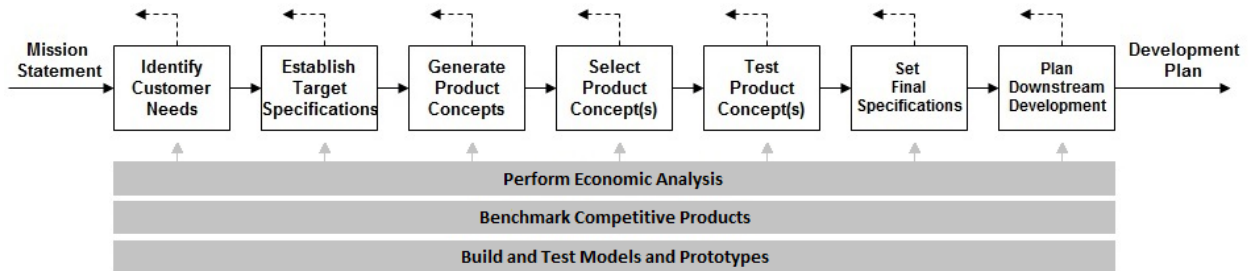 Mission
Statement
Identify
Customer
Needs
Establish
Target
Specifications
Generate
Product
Concepts
Select
Product
Concept(s)
Test
Product
Concept(s)
Set
Final
Specifications
Plan
Downstream
Development
Development
Plan
Perform Economic Analysis
Benchmark Competitive Products
Build and Test Models and Prototypes